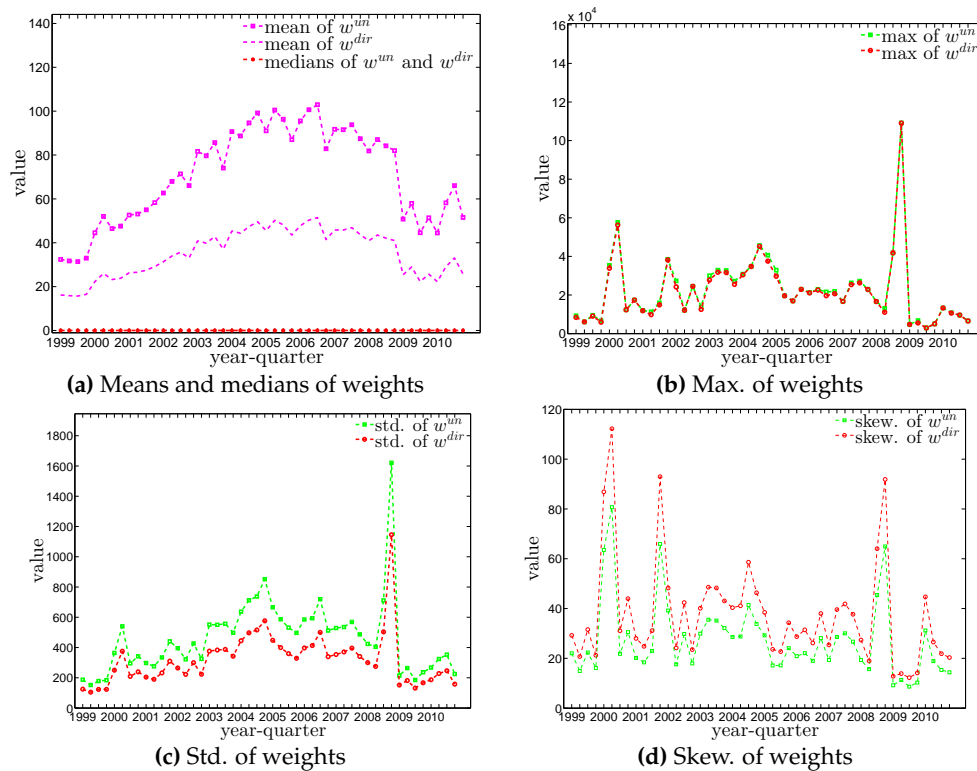 140
120
100
80
60
40
20
0
value
mean of w^{un}
mean of w^{dir}
medians of w^{un} and w^{dir}
1999 2000 2001 2002 2003 2004 2005 2006 2007 2008 2009 2010
year-quarter
(a) Means and medians of weights
16 x 10^4
14
12
10
8
6
4
2
0
value
max of w^{un}
max of w^{dir}
1999 2000 2001 2002 2003 2004 2005 2006 2007 2008 2009 2010
year-quarter
(b) Max. of weights
1800
1600
1400
1200
1000
800
600
400
200
0
value
std. of w^{un}
std. of w^{dir}
1999 2000 2001 2002 2003 2004 2005 2006 2007 2008 2009 2010
year-quarter
(c) Std. of weights
120
100
80
60
40
20
0
value
skew. of w^{un}
skew. of w^{dir}
1999 2000 2001 2002 2003 2004 2005 2006 2007 2008 2009 2010
year-quarter
(d) Skew. of weights